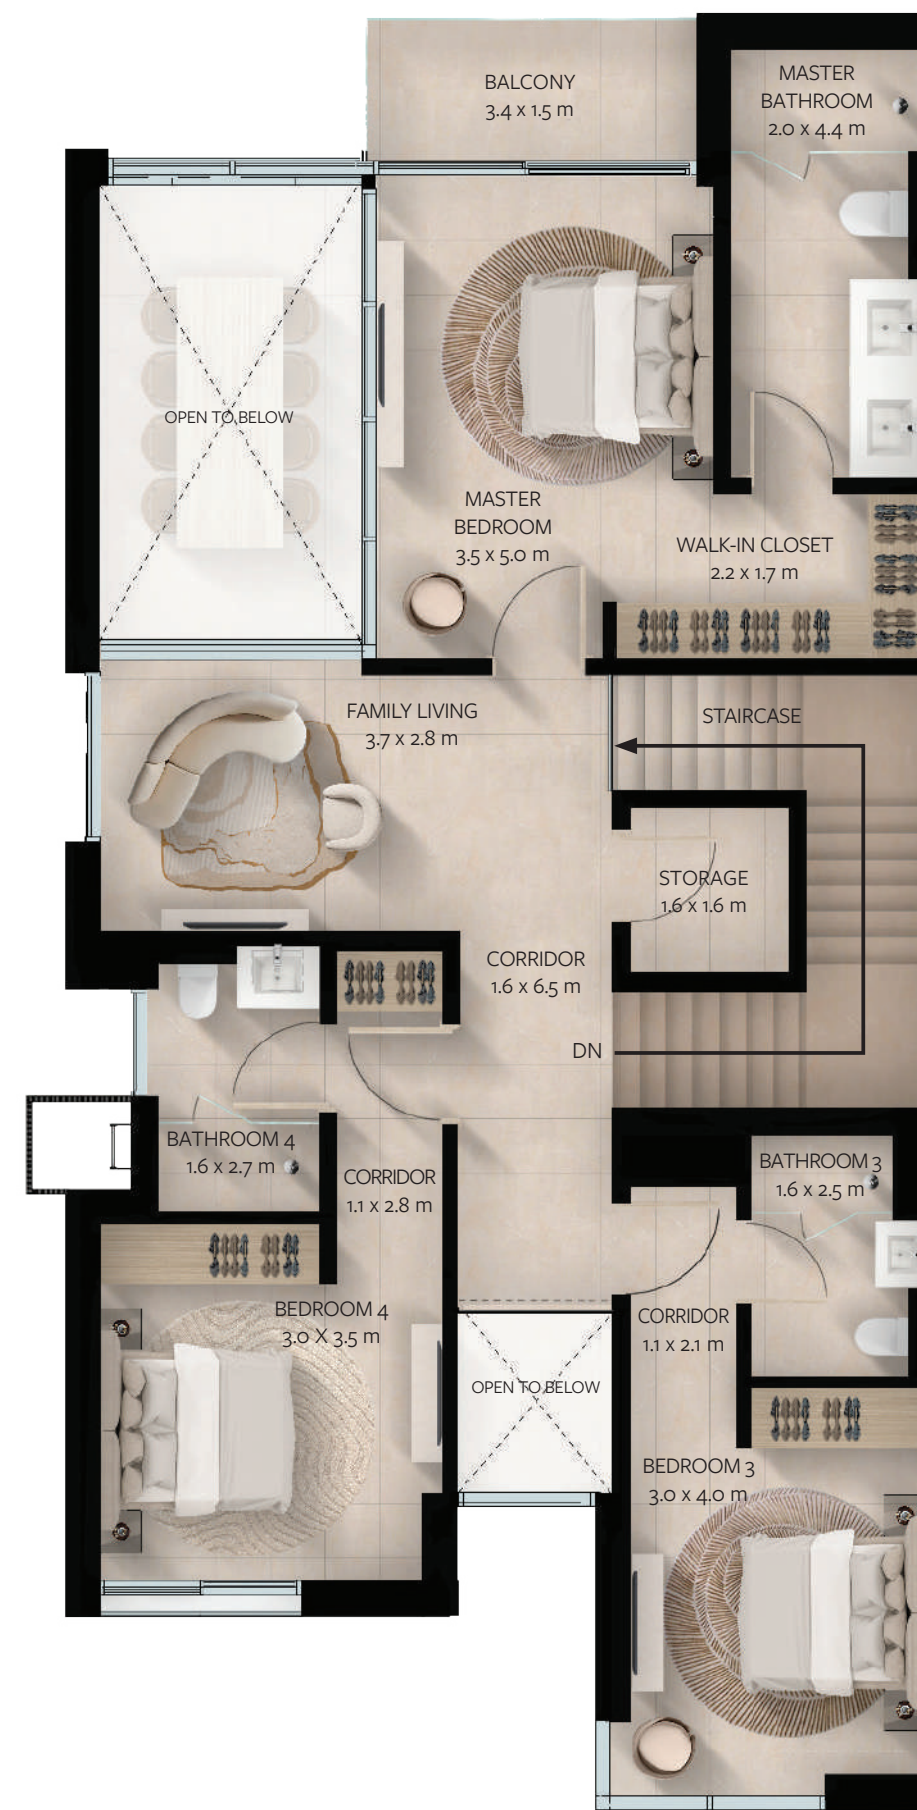 BALCONY
3.4 x 1.5 m
MASTER
BATHROOM
2.0 x 4.4 m
OPEN TO BELOW
MASTER
BEDROOM
3.5 x 5.0 m
WALK-IN CLOSET
2.2 x 1.7 m
FAMILY LIVING
3.7 x 2.8 m
STAIRCASE
STORAGE
1.6 x 1.6 m
CORRIDOR
1.6 x 6.5 m
DN
BATHROOM 4
1.6 x 2.7 m
CORRIDOR
1.1 x 2.8 m
BATHROOM 3
1.6 x 2.5 m
BEDROOM 4
3.0 X 3.5 m
CORRIDOR
1.1 x 2.1 m
OPEN TO BELOW
BEDROOM 3
3.0 x 4.0 m